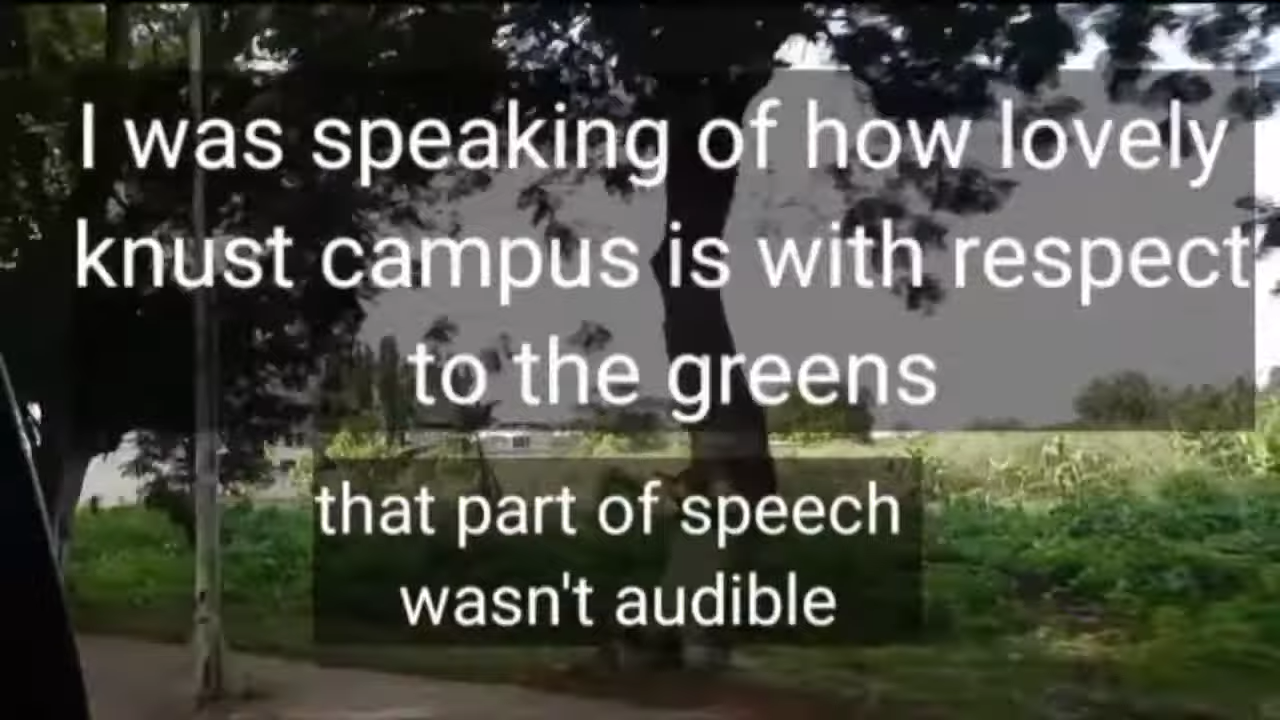 I was speaking of how lovely
knust campus is with respect
to the greens
that part of speech
wasn't audible